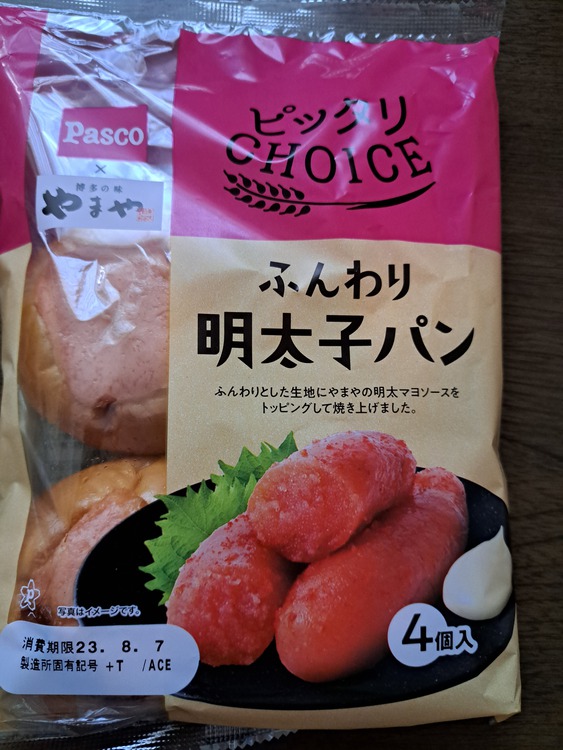 Pasco
×
博多の味
やまや
ピックリ
CHOICE
ふんわり
明太子パン
ふんわりとした生地にやまやの明太マヨソースを
トッピングして焼き上げました。
写真はイメージです。
4個入
消費期限23. 8. 7
製造所固有記号 +T /ACE